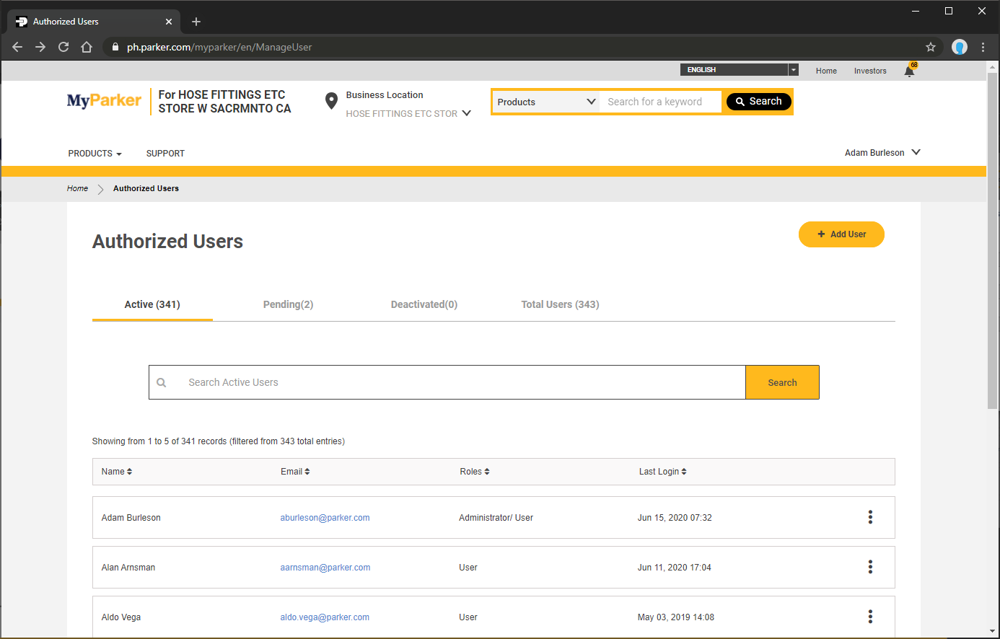 Authorized Users
ph.parker.com/myparker/en/ManageUser
ENGLISH
Home
Investors
68
MyParker
For HOSE FITTINGS ETC
STORE W SACRMNTO CA
Business Location
HOSE FITTINGS ETC STOR
Products
Search for a keyword
Search
PRODUCTS
SUPPORT
Adam Burleson
Home
Authorized Users
Authorized Users
+ Add User
Active (341)
Pending(2)
Deactivated(0)
Total Users (343)
Search Active Users
Search
Showing from 1 to 5 of 341 records (filtered from 343 total entries)
Name Email Roles Last Login
Adam Burleson aburleson@parker.com Administrator/ User Jun 15, 2020 07:32
Alan Arnsman aarnsman@parker.com User Jun 11, 2020 17:04
Aldo Vega aldo.vega@parker.com User May 03, 2019 14:08